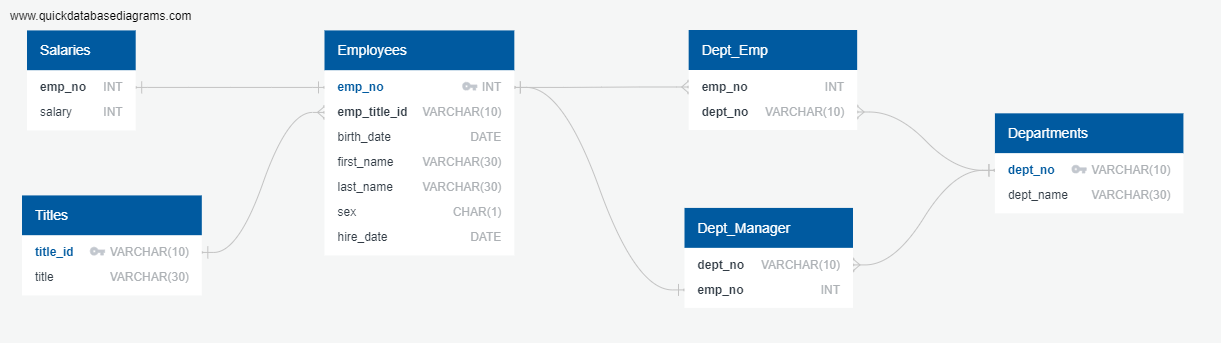 www.quickdatabasediagrams.com
Salaries
emp_no INT
salary INT
Titles
title_id VARCHAR(10)
title VARCHAR(30)
Employees
emp_no INT
emp_title_id VARCHAR(10)
birth_date DATE
first_name VARCHAR(30)
last_name VARCHAR(30)
sex CHAR(1)
hire_date DATE
Dept_Emp
emp_no INT
dept_no VARCHAR(10)
Dept_Manager
dept_no VARCHAR(10)
emp_no INT
Departments
dept_no VARCHAR(10)
dept_name VARCHAR(30)